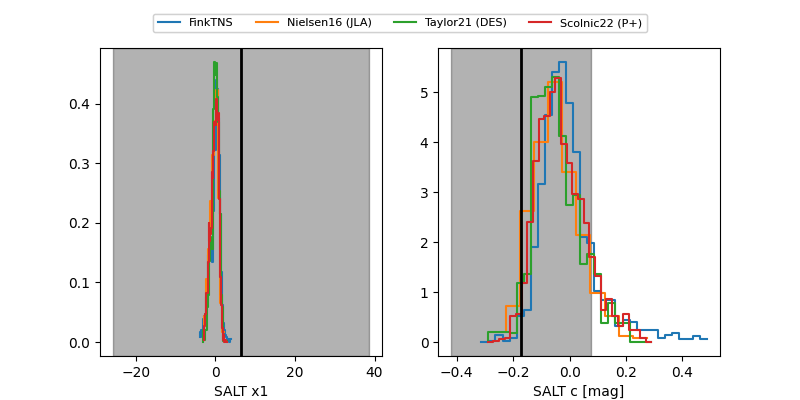 FinkTNS Nielsen16 (JLA) Taylor21 (DES) Scolnic22 (P+)
0.4
0.3
0.2
0.1
0.0
−20 0 20 40
SALT x1
5
4
3
2
1
0
−0.4 −0.2 0.0 0.2 0.4
SALT c [mag]